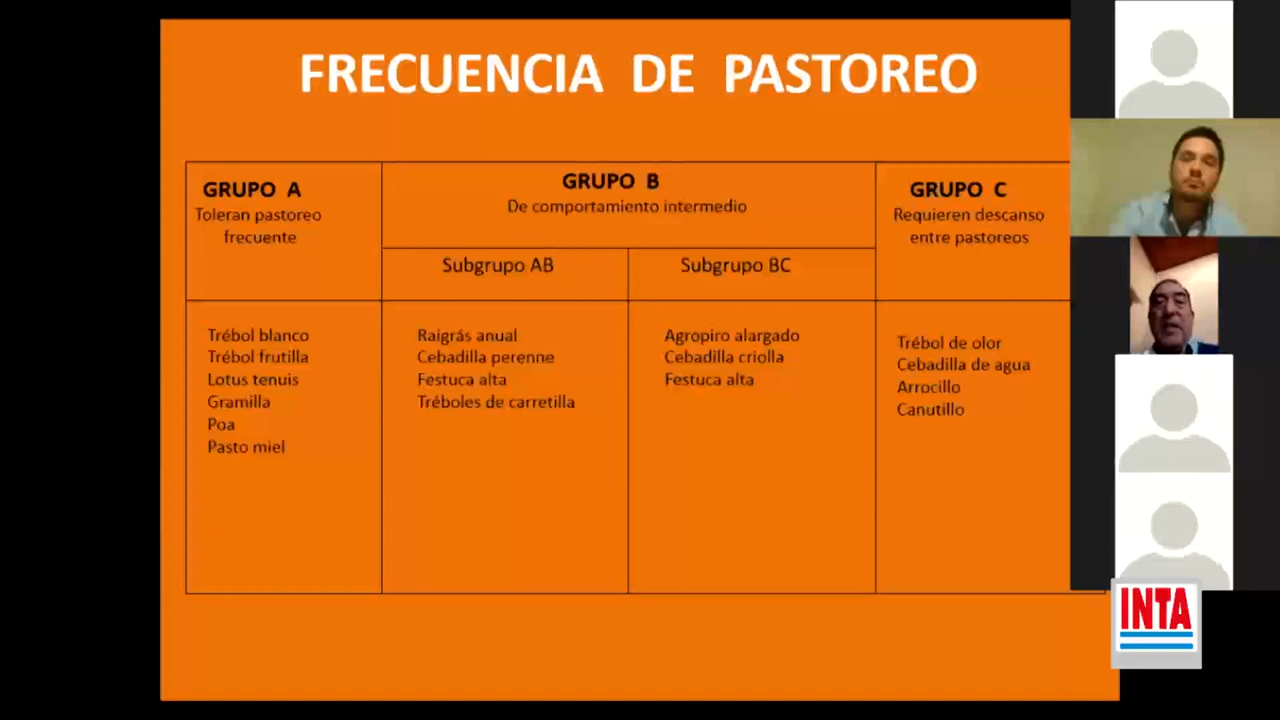 FRECUENCIA DE PASTOREO
GRUPO A
Toleran pastoreo
frecuente
GRUPO B
De comportamiento intermedio
Subgrupo AB
Subgrupo BC
GRUPO C
Requieren descanso
entre pastoreos
Trébol blanco
Trébol frutilla
Lotus tenuis
Gramilla
Poa
Pasto miel
Raigrás anual
Cebadilla perenne
Festuca alta
Tréboles de carretilla
Agropiro alargado
Cebadilla criolla
Festuca alta
Trébol de olor
Cebadilla de agua
Arrocillo
Canutillo
INTA